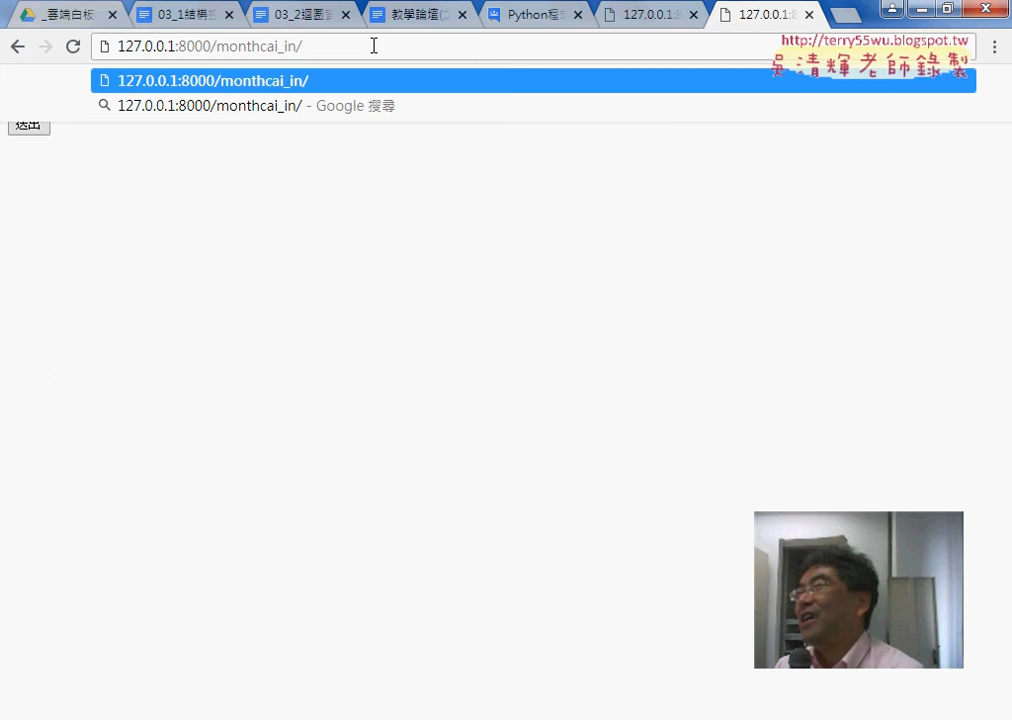 _雲端白板
03_1結構控
03_2迴圈
教學論壇(
Python程
127.0.0.1:8
127.0.0.1:8
127.0.0.1:8000/monthcai_in/
http://terry55wu.blogspot.tw
吳清輝老師錄製
127.0.0.1:8000/monthcai_in/
127.0.0.1:8000/monthcai_in/ - Google 搜尋
送出